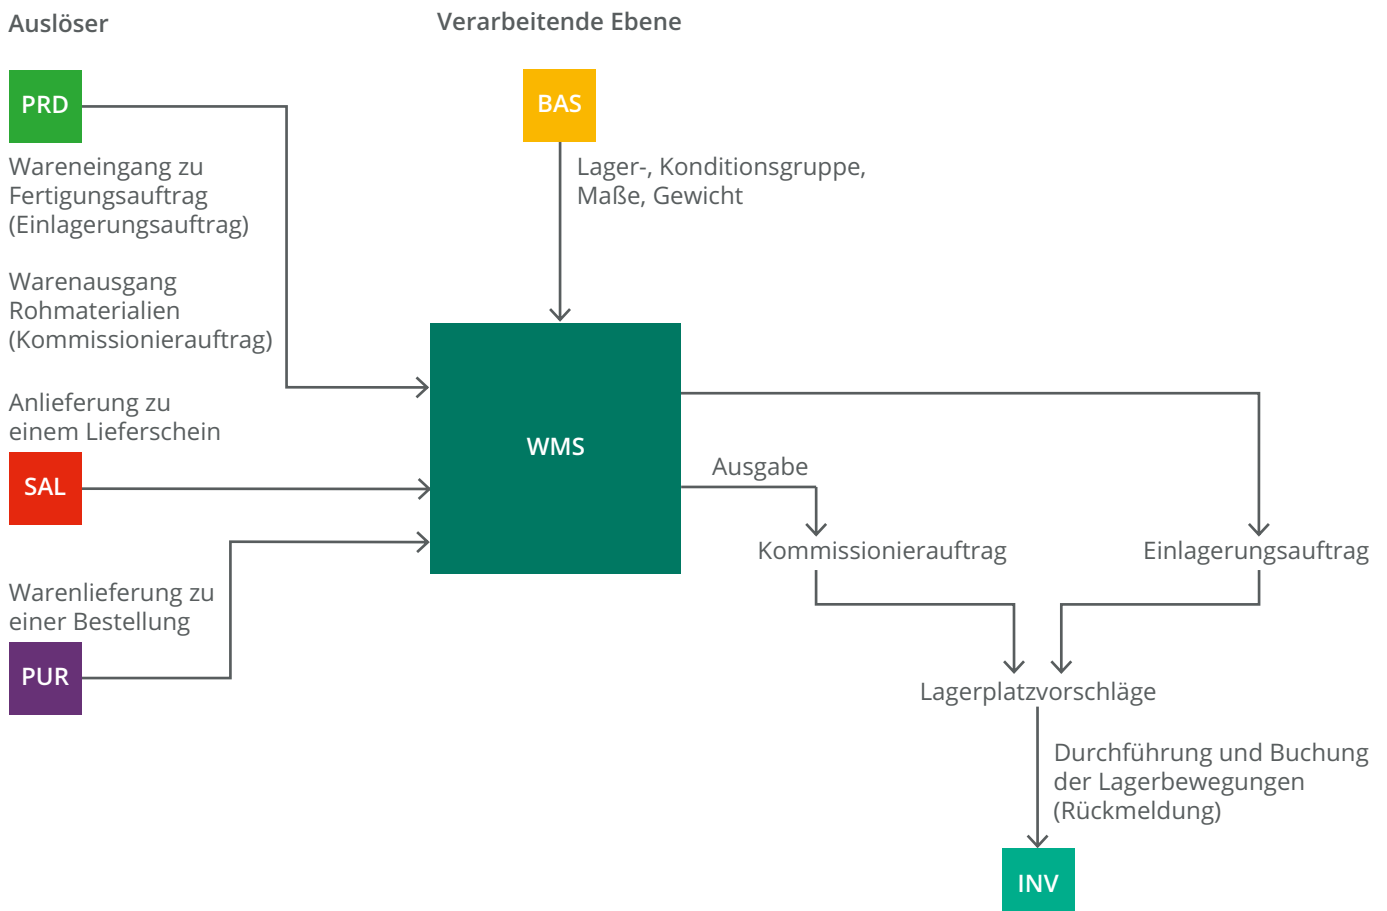 Auslöser
Verarbeitende Ebene
PRD
BAS
Wareneingang zu
Fertigungsauftrag
(Einlagerungsauftrag)
Lager-, Konditionsgruppe,
Maße, Gewicht
Warenausgang
Rohmaterialien
(Kommissionierauftrag)
Anlieferung zu
einem Lieferschein
WMS
SAL
Ausgabe
Kommissionierauftrag
Einlagerungsauftrag
Warenlieferung zu
einer Bestellung
PUR
Lagerplatzvorschläge
Durchführung und Buchung
der Lagerbewegungen
(Rückmeldung)
INV